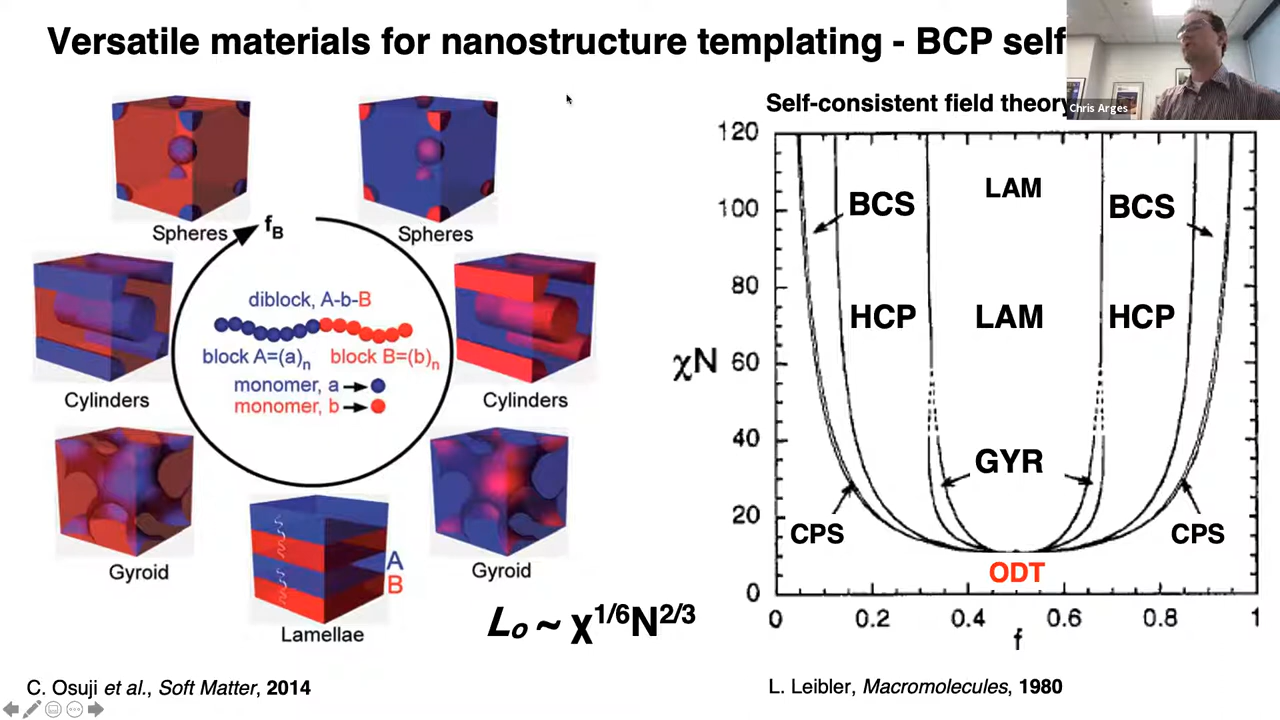 Versatile materials for nanostructure templating - BCP self
Chris Arges
Spheres
Spheres
f_B
Cylinders
Cylinders
diblock, A-b-B
block A=(a)n block B=(b)n
monomer, a
monomer, b
Gyroid
Gyroid
A
B
Lamellae
Lo ~ χ1/6N2/3
C. Osuji et al., Soft Matter, 2014
Self-consistent field theory
120
100
80
60
40
20
0
χN
BCS
LAM
BCS
HCP
LAM
HCP
GYR
CPS
CPS
ODT
0 0.2 0.4 0.6 0.8 1
f
L. Leibler, Macromolecules, 1980